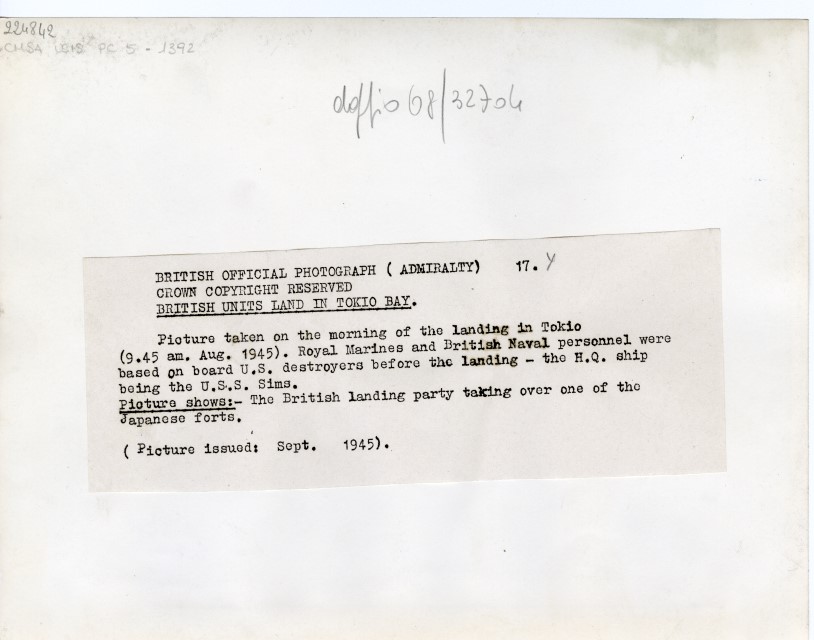 224842
CMSA USIS PC 5 - 1392
doppio 68/32704
BRITISH OFFICIAL PHOTOGRAPH ( ADMIRALTY) 17. Y
CROWN COPYRIGHT RESERVED
BRITISH UNITS LAND IN TOKIO BAY.
Picture taken on the morning of the landing in Tokio
(9.45 am. Aug. 1945). Royal Marines and British Naval personnel were
based on board U.S. destroyers before the landing - the H.Q. ship
being the U.S.S. Sims.
Picture shows:- The British landing party taking over one of the
Japanese forts.
( Picture issued: Sept. 1945).